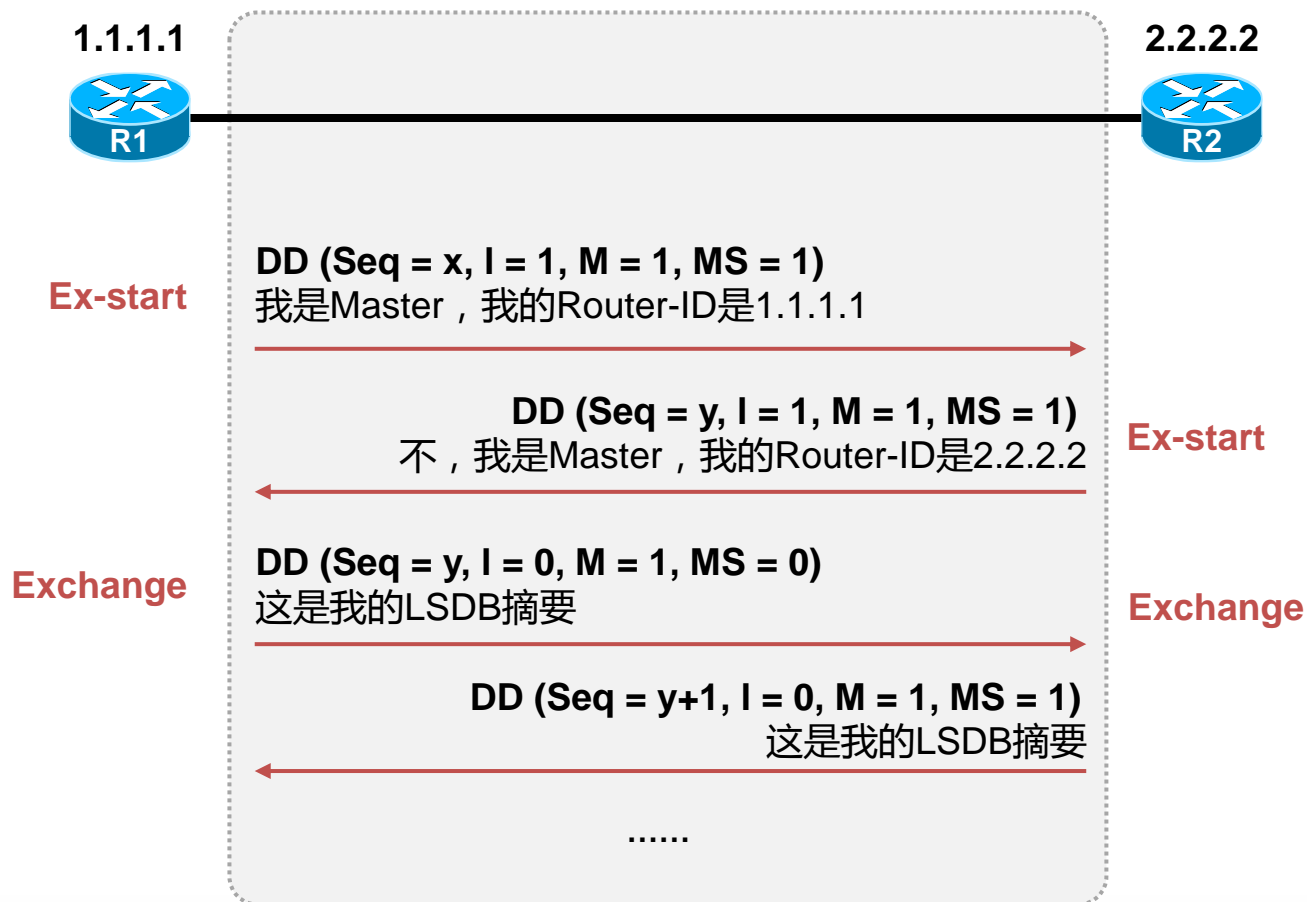 1.1.1.1
2.2.2.2
R1
R2
DD (Seq = x, I = 1, M = 1, MS = 1)
Ex-start
我是Master，我的Router-ID是1.1.1.1
DD (Seq = y, I = 1, M = 1, MS = 1)
不，我是Master，我的Router-ID是2.2.2.2
Ex-start
DD (Seq = y, I = 0, M = 1, MS = 0)
Exchange
这是我的LSDB摘要
Exchange
DD (Seq = y+1, I = 0, M = 1, MS = 1)
这是我的LSDB摘要
......